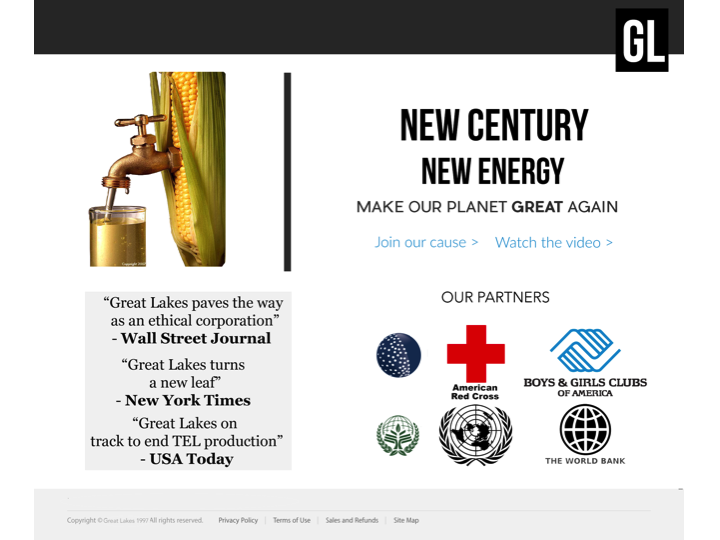 GL
NEW CENTURY
NEW ENERGY
MAKE OUR PLANET GREAT AGAIN
Join our cause > Watch the video >
“Great Lakes paves the way
as an ethical corporation”
- Wall Street Journal
“Great Lakes turns
a new leaf”
- New York Times
“Great Lakes on
track to end TEL production”
- USA Today
OUR PARTNERS
American
Red Cross
BOYS & GIRLS CLUBS
OF AMERICA
THE WORLD BANK
Copyright © Great Lakes 1997 All rights reserved. Privacy Policy | Terms of Use | Sales and Refunds | Site Map